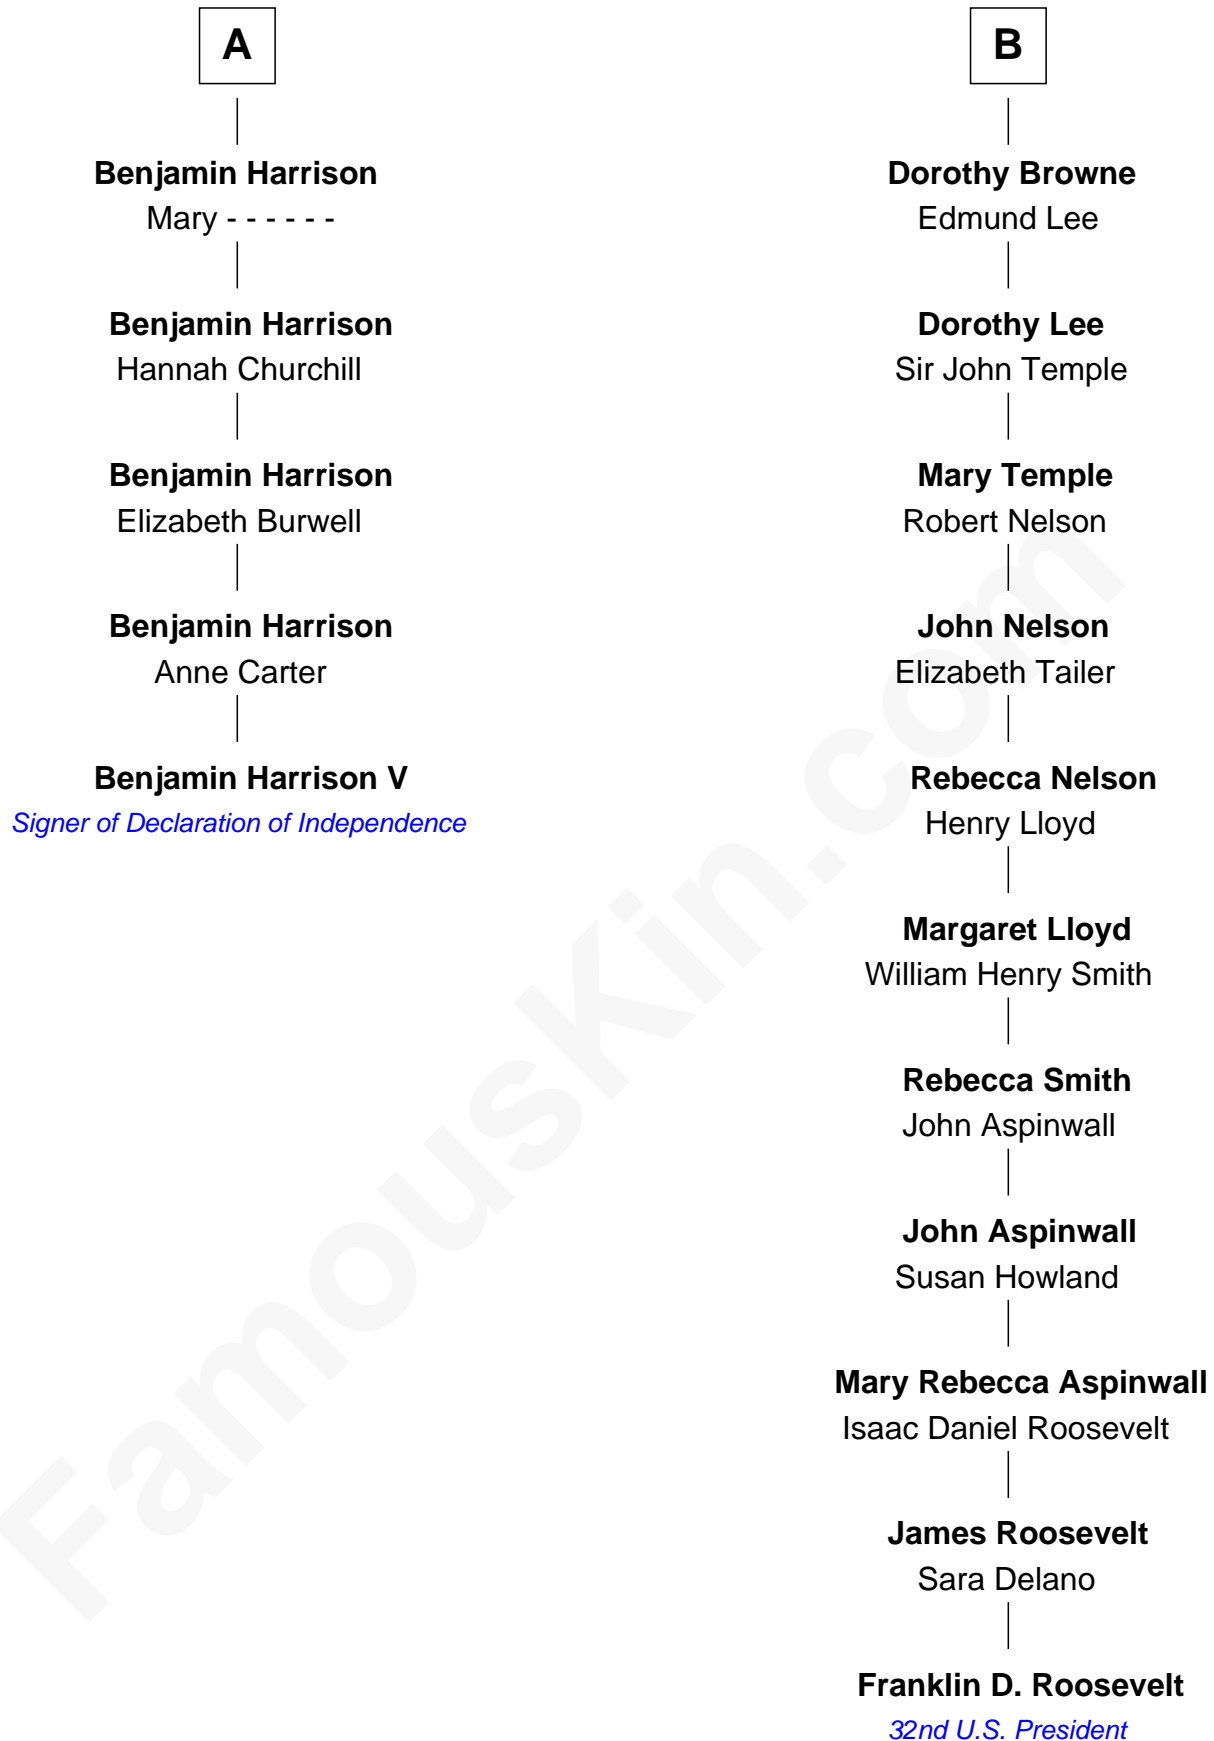 A
Benjamin Harrison
Mary - - - - - -
Benjamin Harrison
Hannah Churchill
Benjamin Harrison
Elizabeth Burwell
Benjamin Harrison
Anne Carter
Benjamin Harrison V
Signer of Declaration of Independence
B
Dorothy Browne
Edmund Lee
Dorothy Lee
Sir John Temple
Mary Temple
Robert Nelson
John Nelson
Elizabeth Tailer
Rebecca Nelson
Henry Lloyd
Margaret Lloyd
William Henry Smith
Rebecca Smith
John Aspinwall
John Aspinwall
Susan Howland
Mary Rebecca Aspinwall
Isaac Daniel Roosevelt
James Roosevelt
Sara Delano
Franklin D. Roosevelt
32nd U.S. President
FamousKin.com